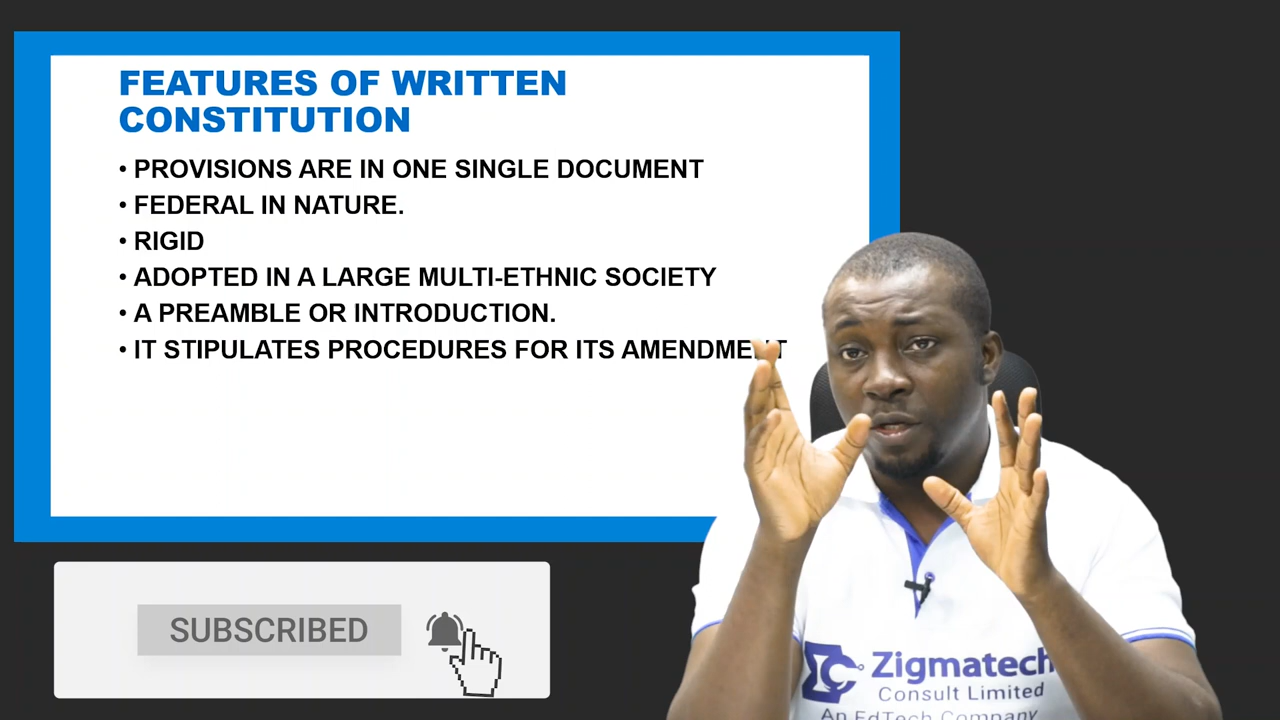 FEATURES OF WRITTEN
CONSTITUTION
• PROVISIONS ARE IN ONE SINGLE DOCUMENT
• FEDERAL IN NATURE.
• RIGID
• ADOPTED IN A LARGE MULTI-ETHNIC SOCIETY
• A PREAMBLE OR INTRODUCTION.
• IT STIPULATES PROCEDURES FOR ITS AMENDMENT
SUBSCRIBED
Zigmatech
Consult Limited
An EdTech Company